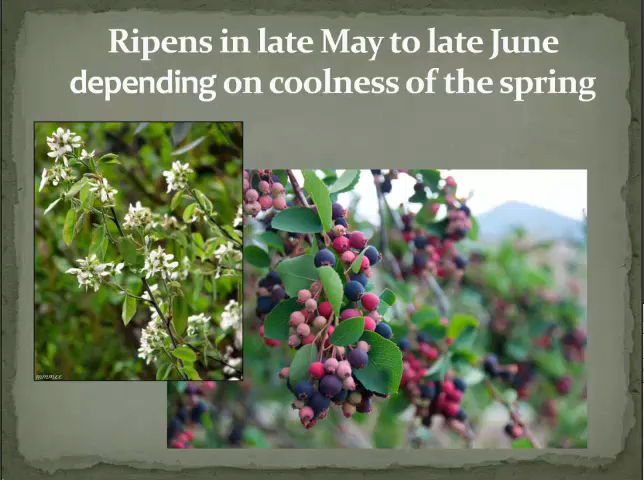 Ripens in late May to late June
depending on coolness of the spring